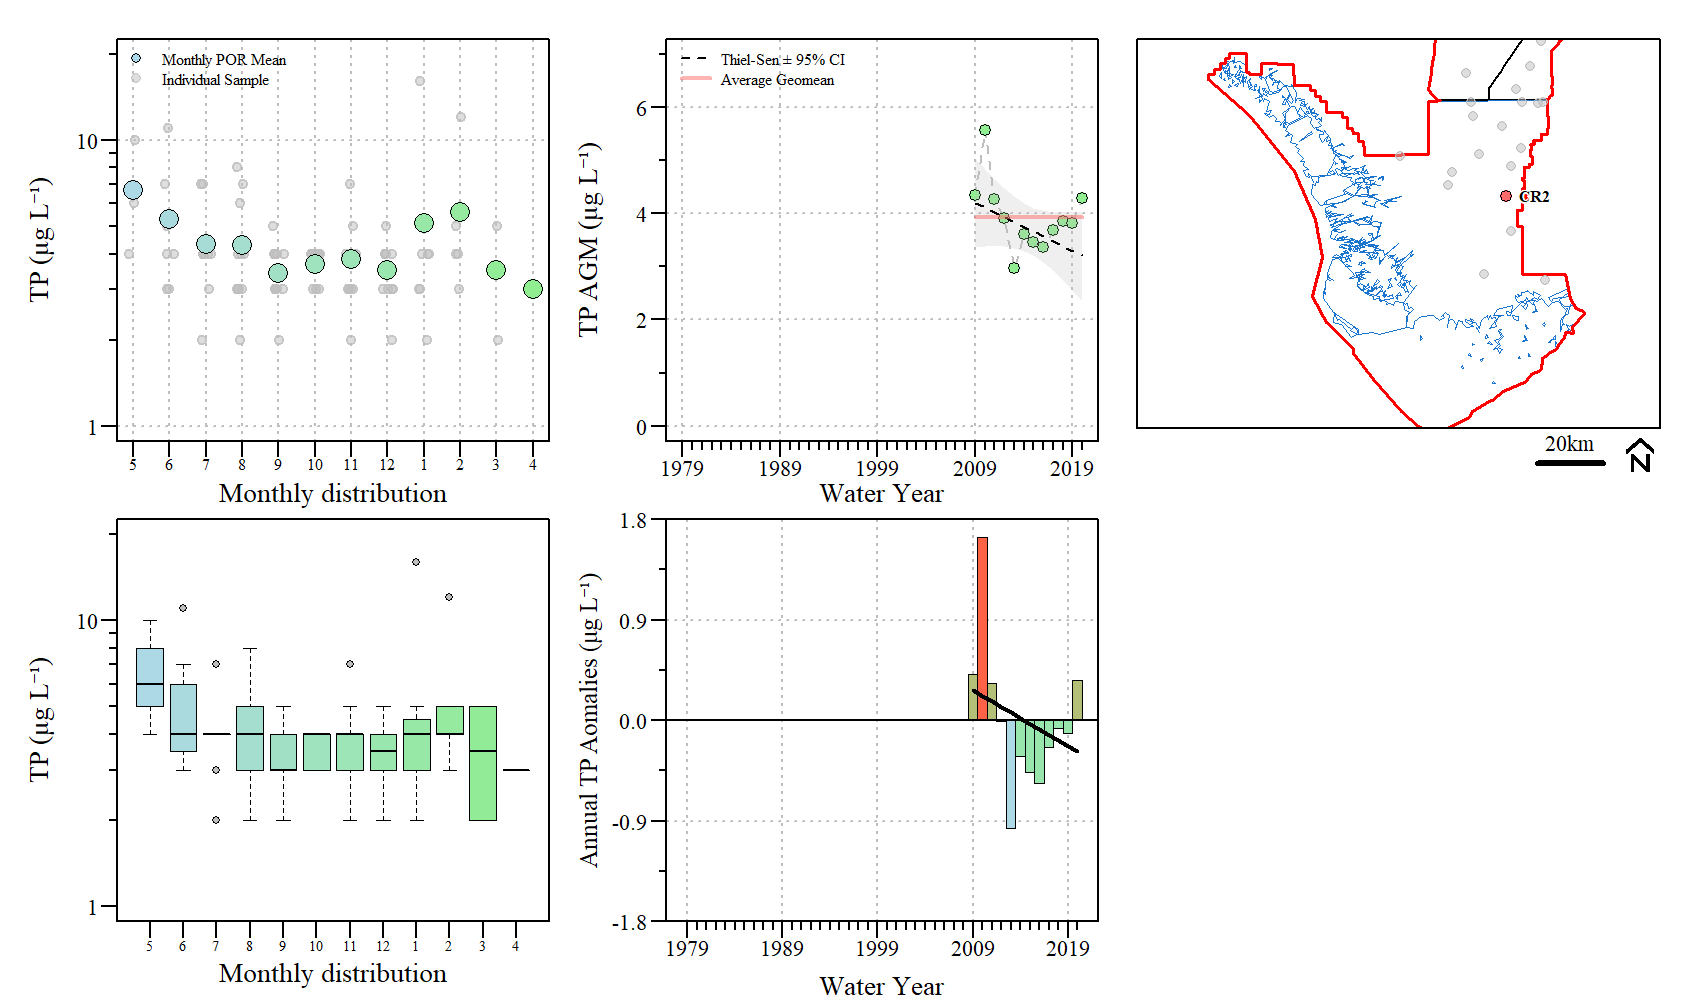 Monthly POR Mean
Individual Sample
10
1
TP (µg L⁻¹)
5 6 7 8 9 10 11 12 1 2 3 4
Monthly distribution
Thiel-Sen ± 95% CI
Average Geomean
6
4
2
0
TP AGM (µg L⁻¹)
1979 1989 1999 2009 2019
Water Year
CR2
20km
N
10
1
TP (µg L⁻¹)
5 6 7 8 9 10 11 12 1 2 3 4
Monthly distribution
1.8
0.9
0.0
-0.9
-1.8
Annual TP Aomalies (µg L⁻¹)
1979 1989 1999 2009 2019
Water Year